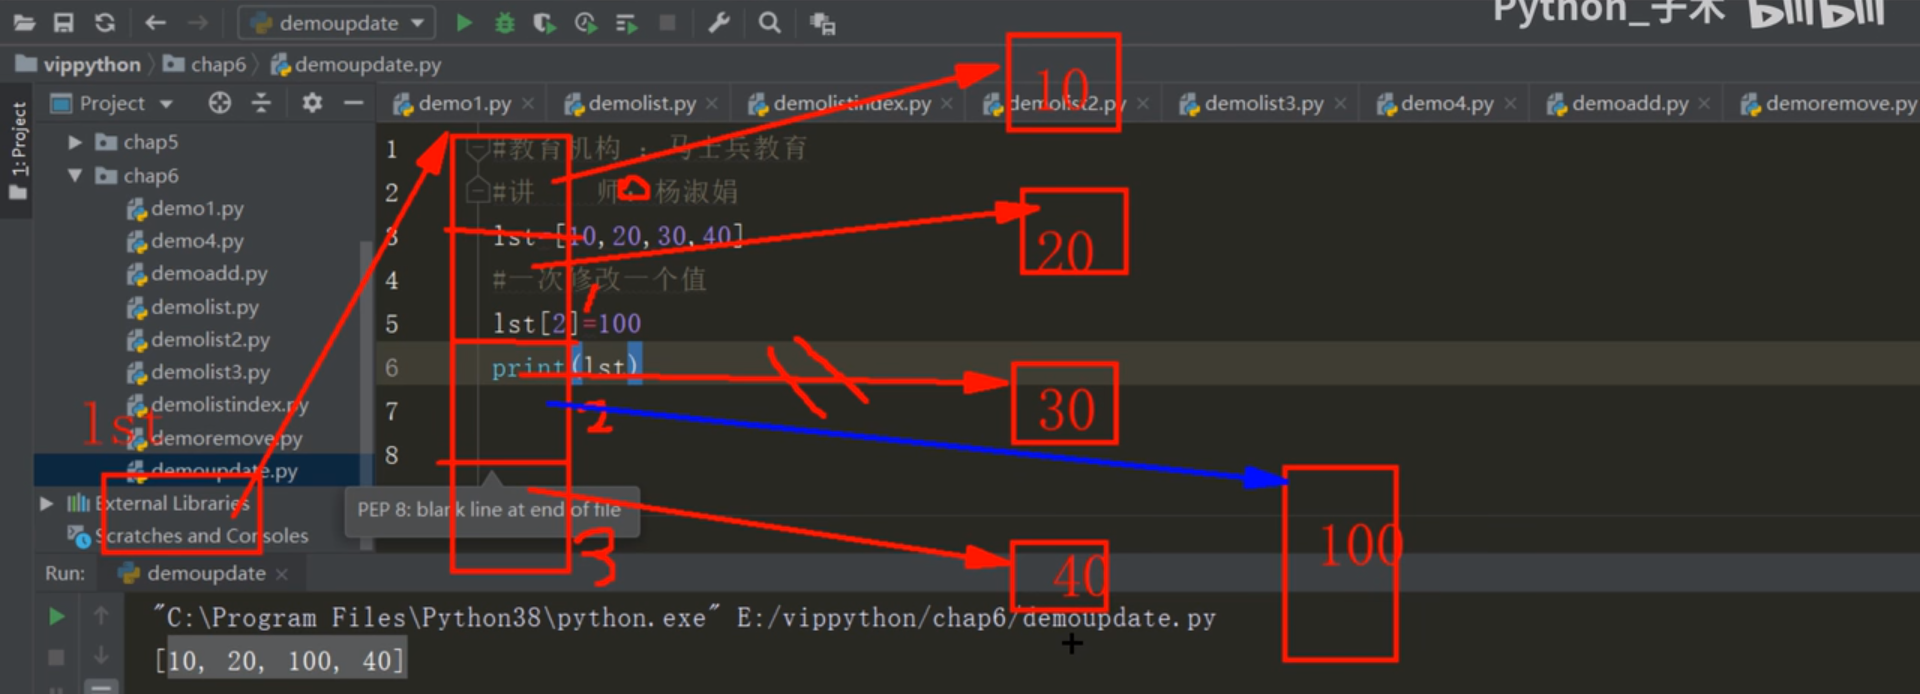 Python_子木 bilibili
demoupdate
vippython
chap6
demoupdate.py
1: Project
Project
demo1.py
demolist.py
demolistindex.py
demolist2.py
demolist3.py
demo4.py
demoadd.py
demoremove.py
chap5
chap6
demo1.py
demo4.py
demoadd.py
demolist.py
demolist2.py
demolist3.py
demolistindex.py
demoremove.py
demoupdate.py
External Libraries
Scratches and Consoles
lst
1 #教育机构 : 马士兵教育
2 #讲 师: 杨淑娟
3 lst=[10,20,30,40]
4 #一次修改一个值
5 lst[2]=100
6 print(lst)
7
8
PEP 8: blank line at end of file
0
1
2
3
10
20
30
40
100
Run: demoupdate
"C:\Program Files\Python38\python.exe" E:/vippython/chap6/demoupdate.py
[10, 20, 100, 40]